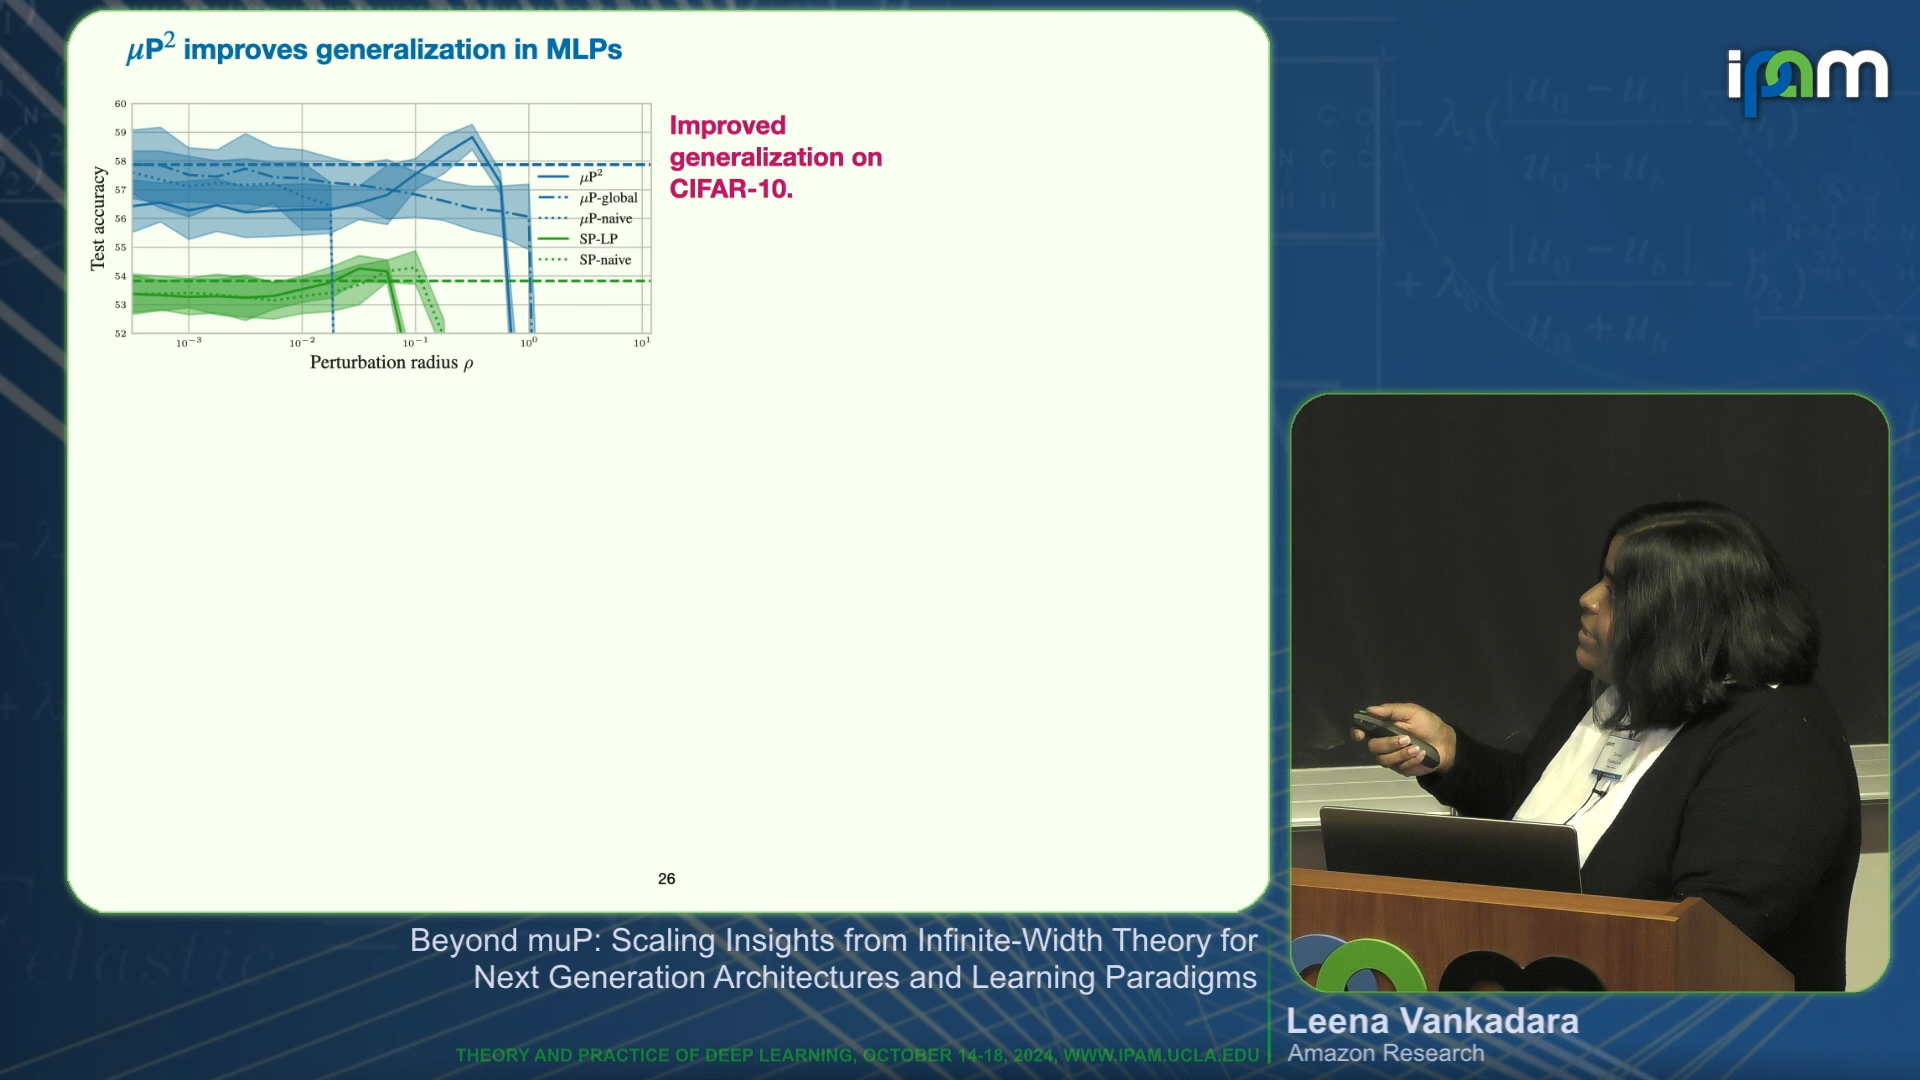 μP² improves generalization in MLPs
60
59
58
57
56
55
54
53
52
Test accuracy
10⁻³
10⁻²
10⁻¹
10⁰
10¹
Perturbation radius ρ
μP²
μP-global
μP-naive
SP-LP
SP-naive
Improved
generalization on
CIFAR-10.
26
ipam
Beyond muP: Scaling Insights from Infinite-Width Theory for
Next Generation Architectures and Learning Paradigms
THEORY AND PRACTICE OF DEEP LEARNING, OCTOBER 14-18, 2024, WWW.IPAM.UCLA.EDU
Leena Vankadara
Amazon Research